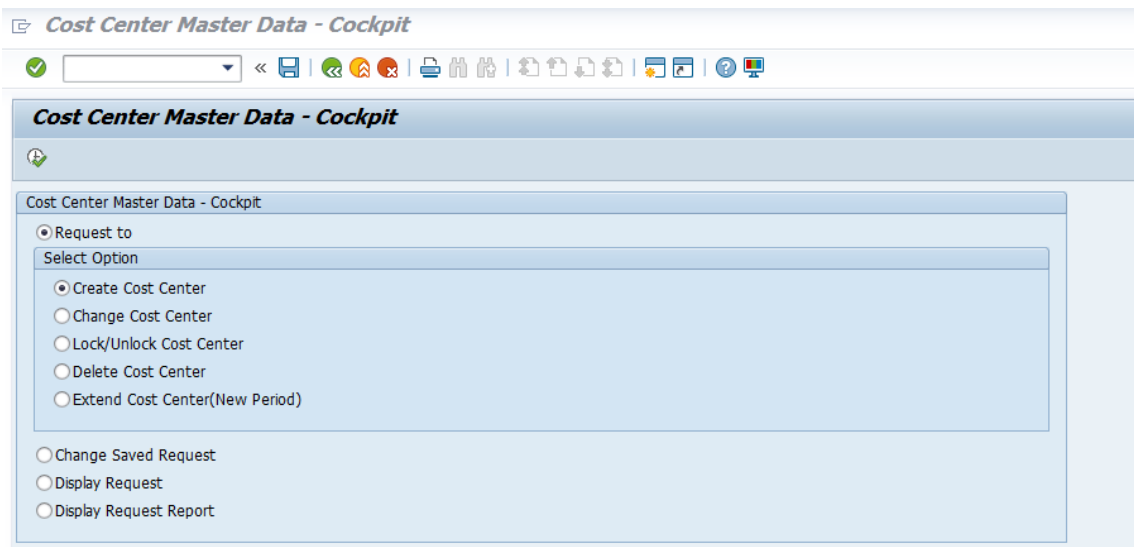 Cost Center Master Data - Cockpit
Cost Center Master Data - Cockpit
Cost Center Master Data - Cockpit
Request to
Select Option
Create Cost Center
Change Cost Center
Lock/Unlock Cost Center
Delete Cost Center
Extend Cost Center(New Period)
Change Saved Request
Display Request
Display Request Report